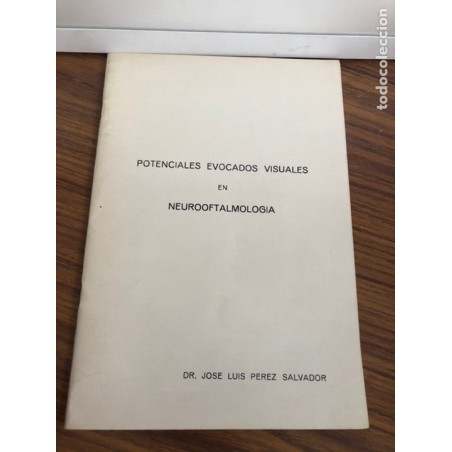 POTENCIALES EVOCADOS VISUALES
EN
NEUROOFTALMOLOGIA
DR. JOSE LUIS PEREZ SALVADOR
todocoleccion